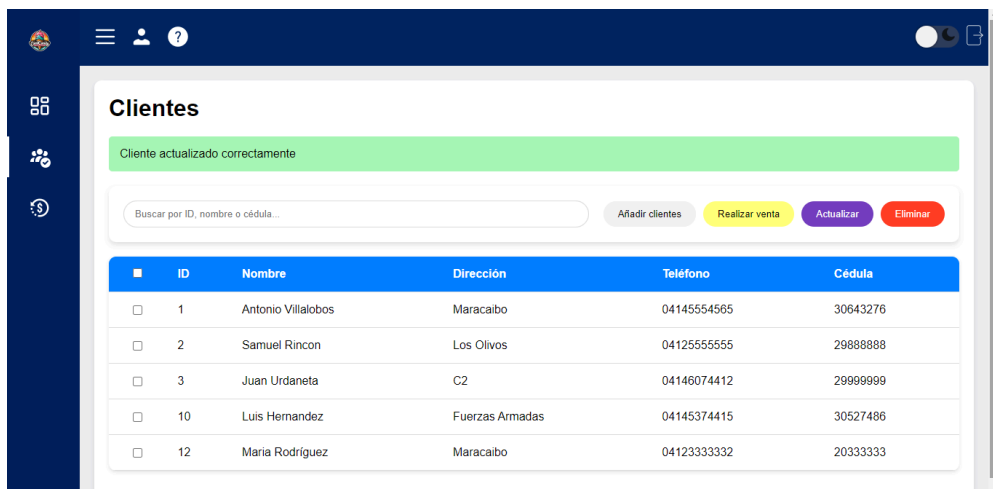 ?
Clientes
Cliente actualizado correctamente
Buscar por ID, nombre o cédula... Añadir clientes Realizar venta Actualizar Eliminar
ID Nombre Dirección Teléfono Cédula
1 Antonio Villalobos Maracaibo 04145554565 30643276
2 Samuel Rincon Los Olivos 04125555555 29888888
3 Juan Urdaneta C2 04146074412 29999999
10 Luis Hernandez Fuerzas Armadas 04145374415 30527486
12 Maria Rodríguez Maracaibo 04123333332 20333333